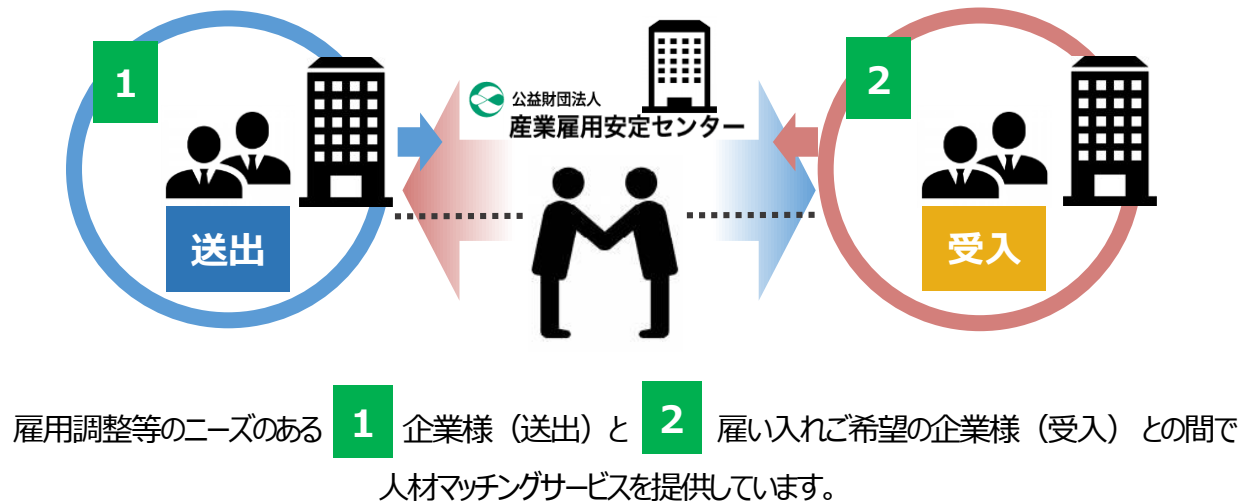 1
2
公益財団法人
産業雇用安定センター
送出
受入
雇用調整等のニーズのある 1 企業様（送出）と 2 雇い入れご希望の企業様（受入）との間で
人材マッチングサービスを提供しています。